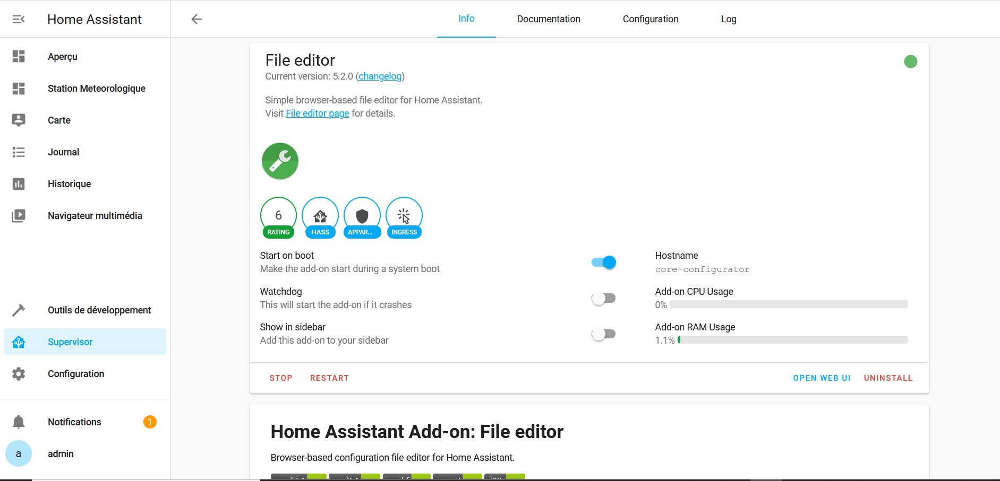 Home Assistant
Aperçu
Station Meteorologique
Carte
Journal
Historique
Navigateur multimédia
Outils de développement
Supervisor
Configuration
Notifications
1
a
admin
Info
Documentation
Configuration
Log
File editor
Current version: 5.2.0 (changelog)
Simple browser-based file editor for Home Assistant.
Visit File editor page for details.
6
RATING
HASS
APPAR...
INGRESS
Start on boot
Make the add-on start during a system boot
Watchdog
This will start the add-on if it crashes
Show in sidebar
Add this add-on to your sidebar
Hostname
core-configurator
Add-on CPU Usage
0%
Add-on RAM Usage
1.1%
STOP
RESTART
OPEN WEB UI
UNINSTALL
Home Assistant Add-on: File editor
Browser-based configuration file editor for Home Assistant.